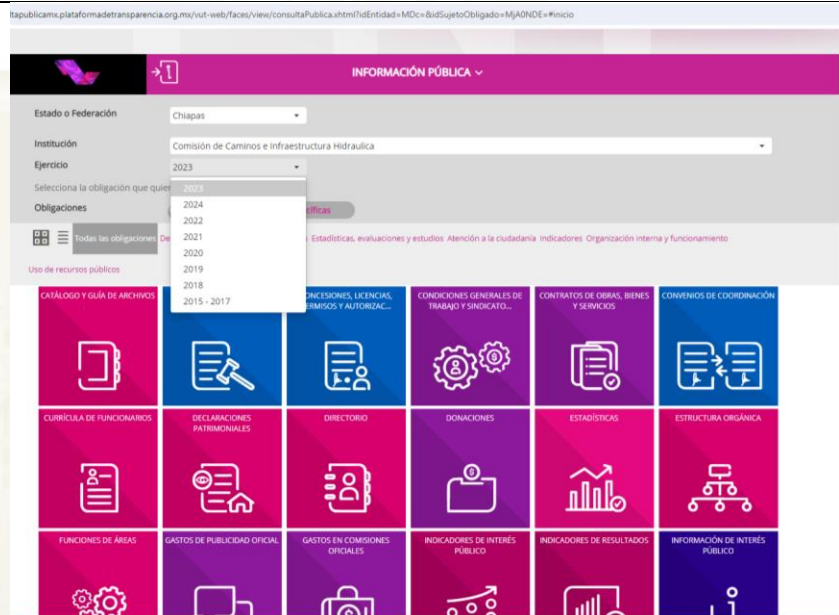 tapublicamx.plataformadetransparencia.org.mx/vut-web/faces/view/consultaPublica.xhtml?idEntidad=MDc=&idSujetoObligado=MjA0NDE=#inicio
INFORMACIÓN PÚBLICA
Estado o Federación
Chiapas
Institución
Comisión de Caminos e Infraestructura Hidraulica
Ejercicio
2023
Selecciona la obligación que quier
2023
2024
2022
2021
2020
2019
2018
2015 - 2017
Obligaciones
cíficas
Todas las obligaciones
Estadísticas, evaluaciones y estudios Atención a la ciudadanía Indicadores Organización interna y funcionamiento
Uso de recursos públicos
CATÁLOGO Y GUÍA DE ARCHIVOS
ONCESIONES, LICENCIAS,
ERMISOS Y AUTORIZAC...
CONDICIONES GENERALES DE
TRABAJO Y SINDICATO...
CONTRATOS DE OBRAS, BIENES
Y SERVICIOS
CONVENIOS DE COORDINACIÓN
CURRÍCULA DE FUNCIONARIOS
DECLARACIONES
PATRIMONIALES
DIRECTORIO
DONACIONES
ESTADÍSTICAS
ESTRUCTURA ORGÁNICA
FUNCIONES DE ÁREAS
GASTOS DE PUBLICIDAD OFICIAL
GASTOS EN COMISIONES
OFICIALES
INDICADORES DE INTERÉS
PÚBLICO
INDICADORES DE RESULTADOS
INFORMACIÓN DE INTERÉS
PÚBLICO